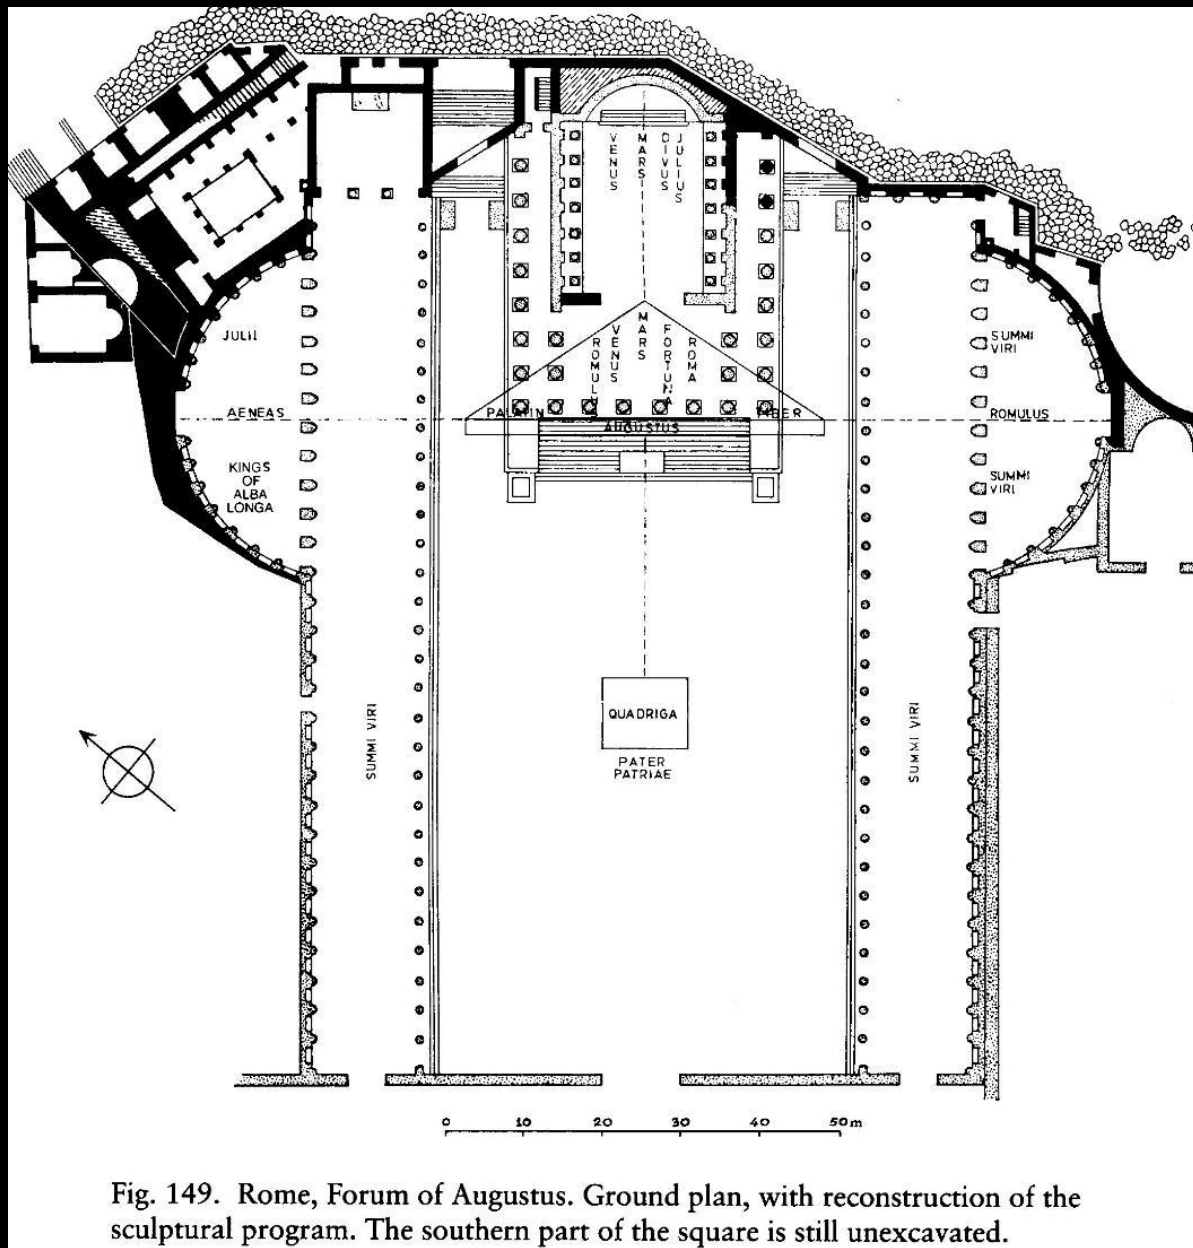 VENUS
MARS
DIVUS
JULIUS
JULII
ROMULUS
VENUS
MARS
FORTUNA
ROMA
SUMMI
VIRI
AENEAS
PALATIN
TIBER
ROMULUS
AUGUSTUS
KINGS
OF
ALBA
LONGA
SUMMI
VIRI
SUMMI VIRI
QUADRIGA
PATER
PATRIAE
SUMMI VIRI
0 10 20 30 40 50m
Fig. 149. Rome, Forum of Augustus. Ground plan, with reconstruction of the
sculptural program. The southern part of the square is still unexcavated.